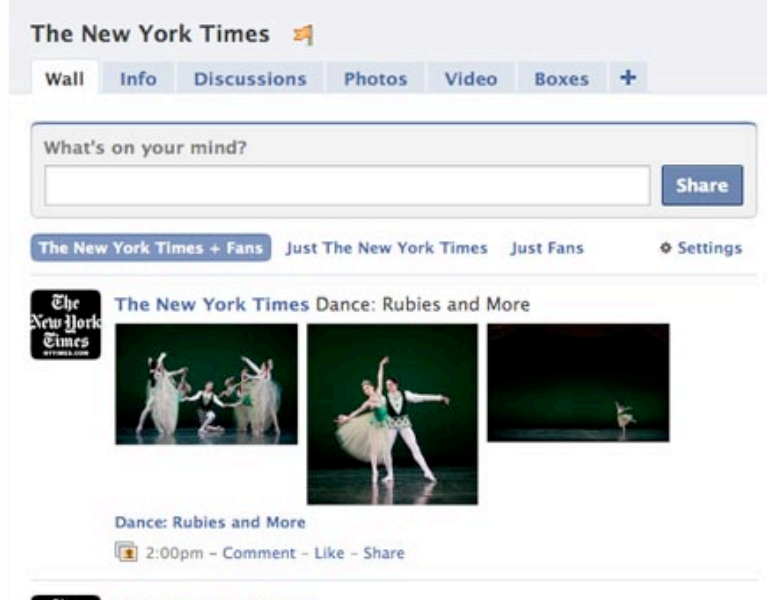 The New York Times
Wall Info Discussions Photos Video Boxes +
What's on your mind?
Share
The New York Times + Fans Just The New York Times Just Fans Settings
The
New York
Times
NYTIMES.COM
The New York Times Dance: Rubies and More
Dance: Rubies and More
2:00pm – Comment – Like – Share